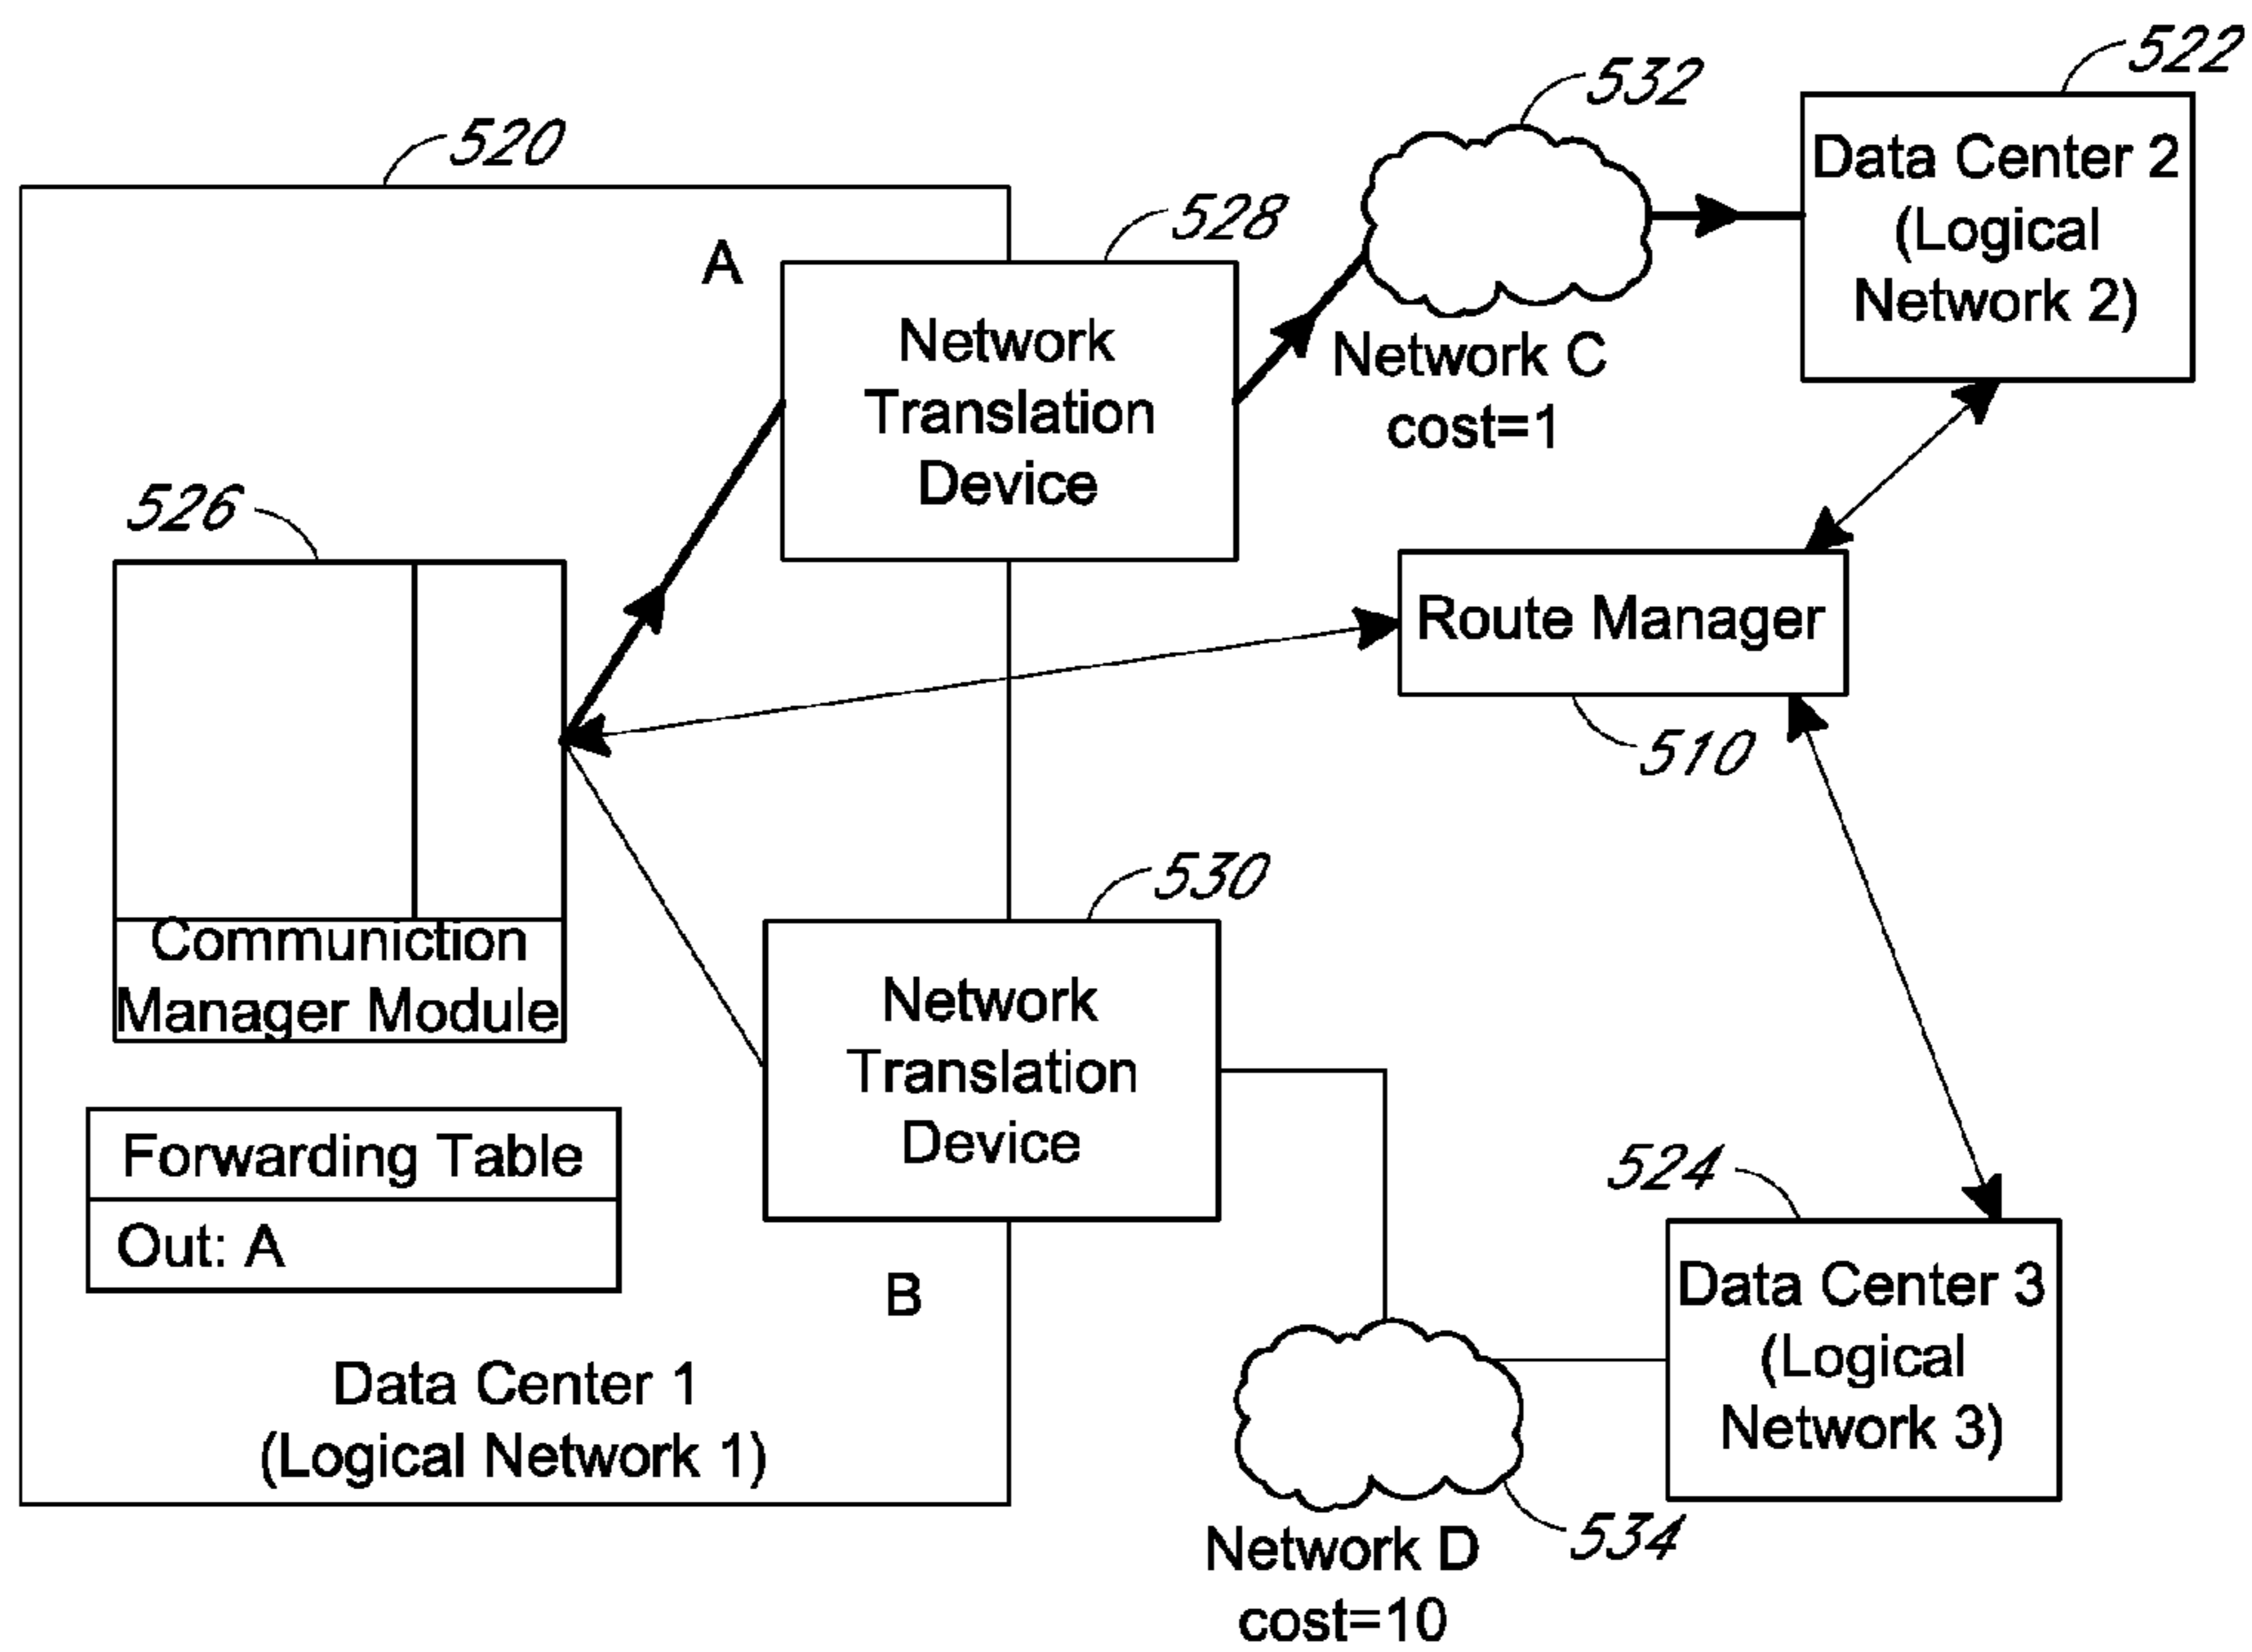 520
A
528
Network
Translation
Device
532
Network C
cost=1
522
Data Center 2
(Logical
Network 2)
526
Communiction
Manager Module
Route Manager
510
530
Network
Translation
Device
B
Forwarding Table
Out: A
Data Center 1
(Logical Network 1)
524
Data Center 3
(Logical
Network 3)
534
Network D
cost=10